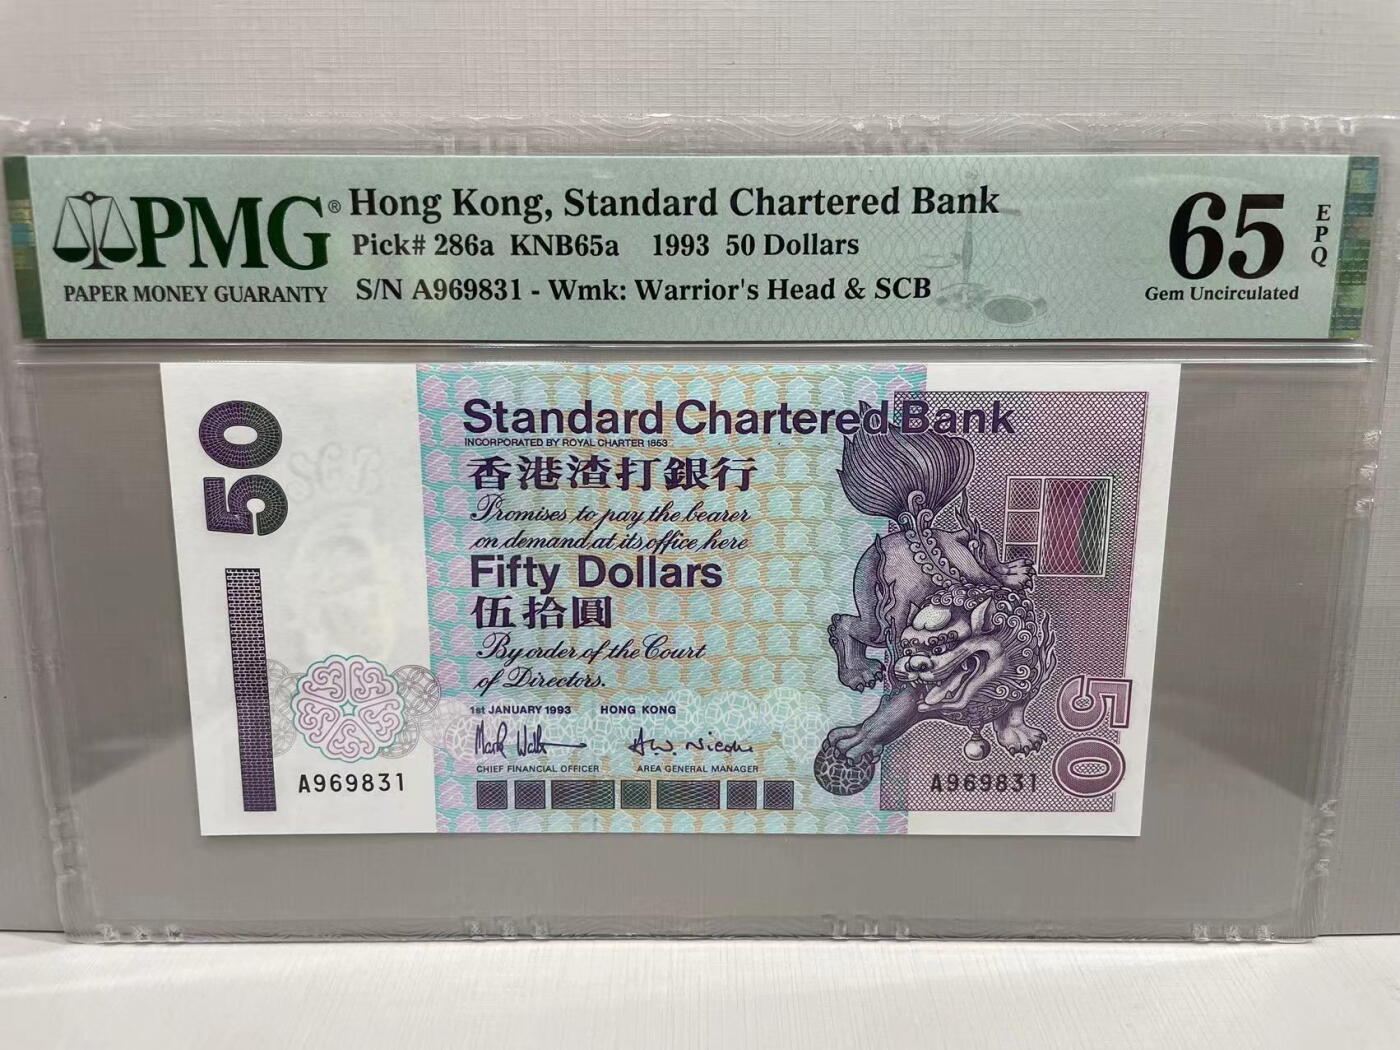 PMG®
PAPER MONEY GUARANTY
Hong Kong, Standard Chartered Bank
Pick# 286a KNB65a 1993 50 Dollars
S/N A969831 - Wmk: Warrior's Head & SCB
65
EPQ
Gem Uncirculated
50
SCB
Standard Chartered Bank
INCORPORATED BY ROYAL CHARTER 1853
香港渣打銀行
Promises to pay the bearer
on demand at its office here
Fifty Dollars
伍拾圓
By order of the Court
of Directors.
1st JANUARY 1993 HONG KONG
CHIEF FINANCIAL OFFICER AREA GENERAL MANAGER
A969831
A969831
50